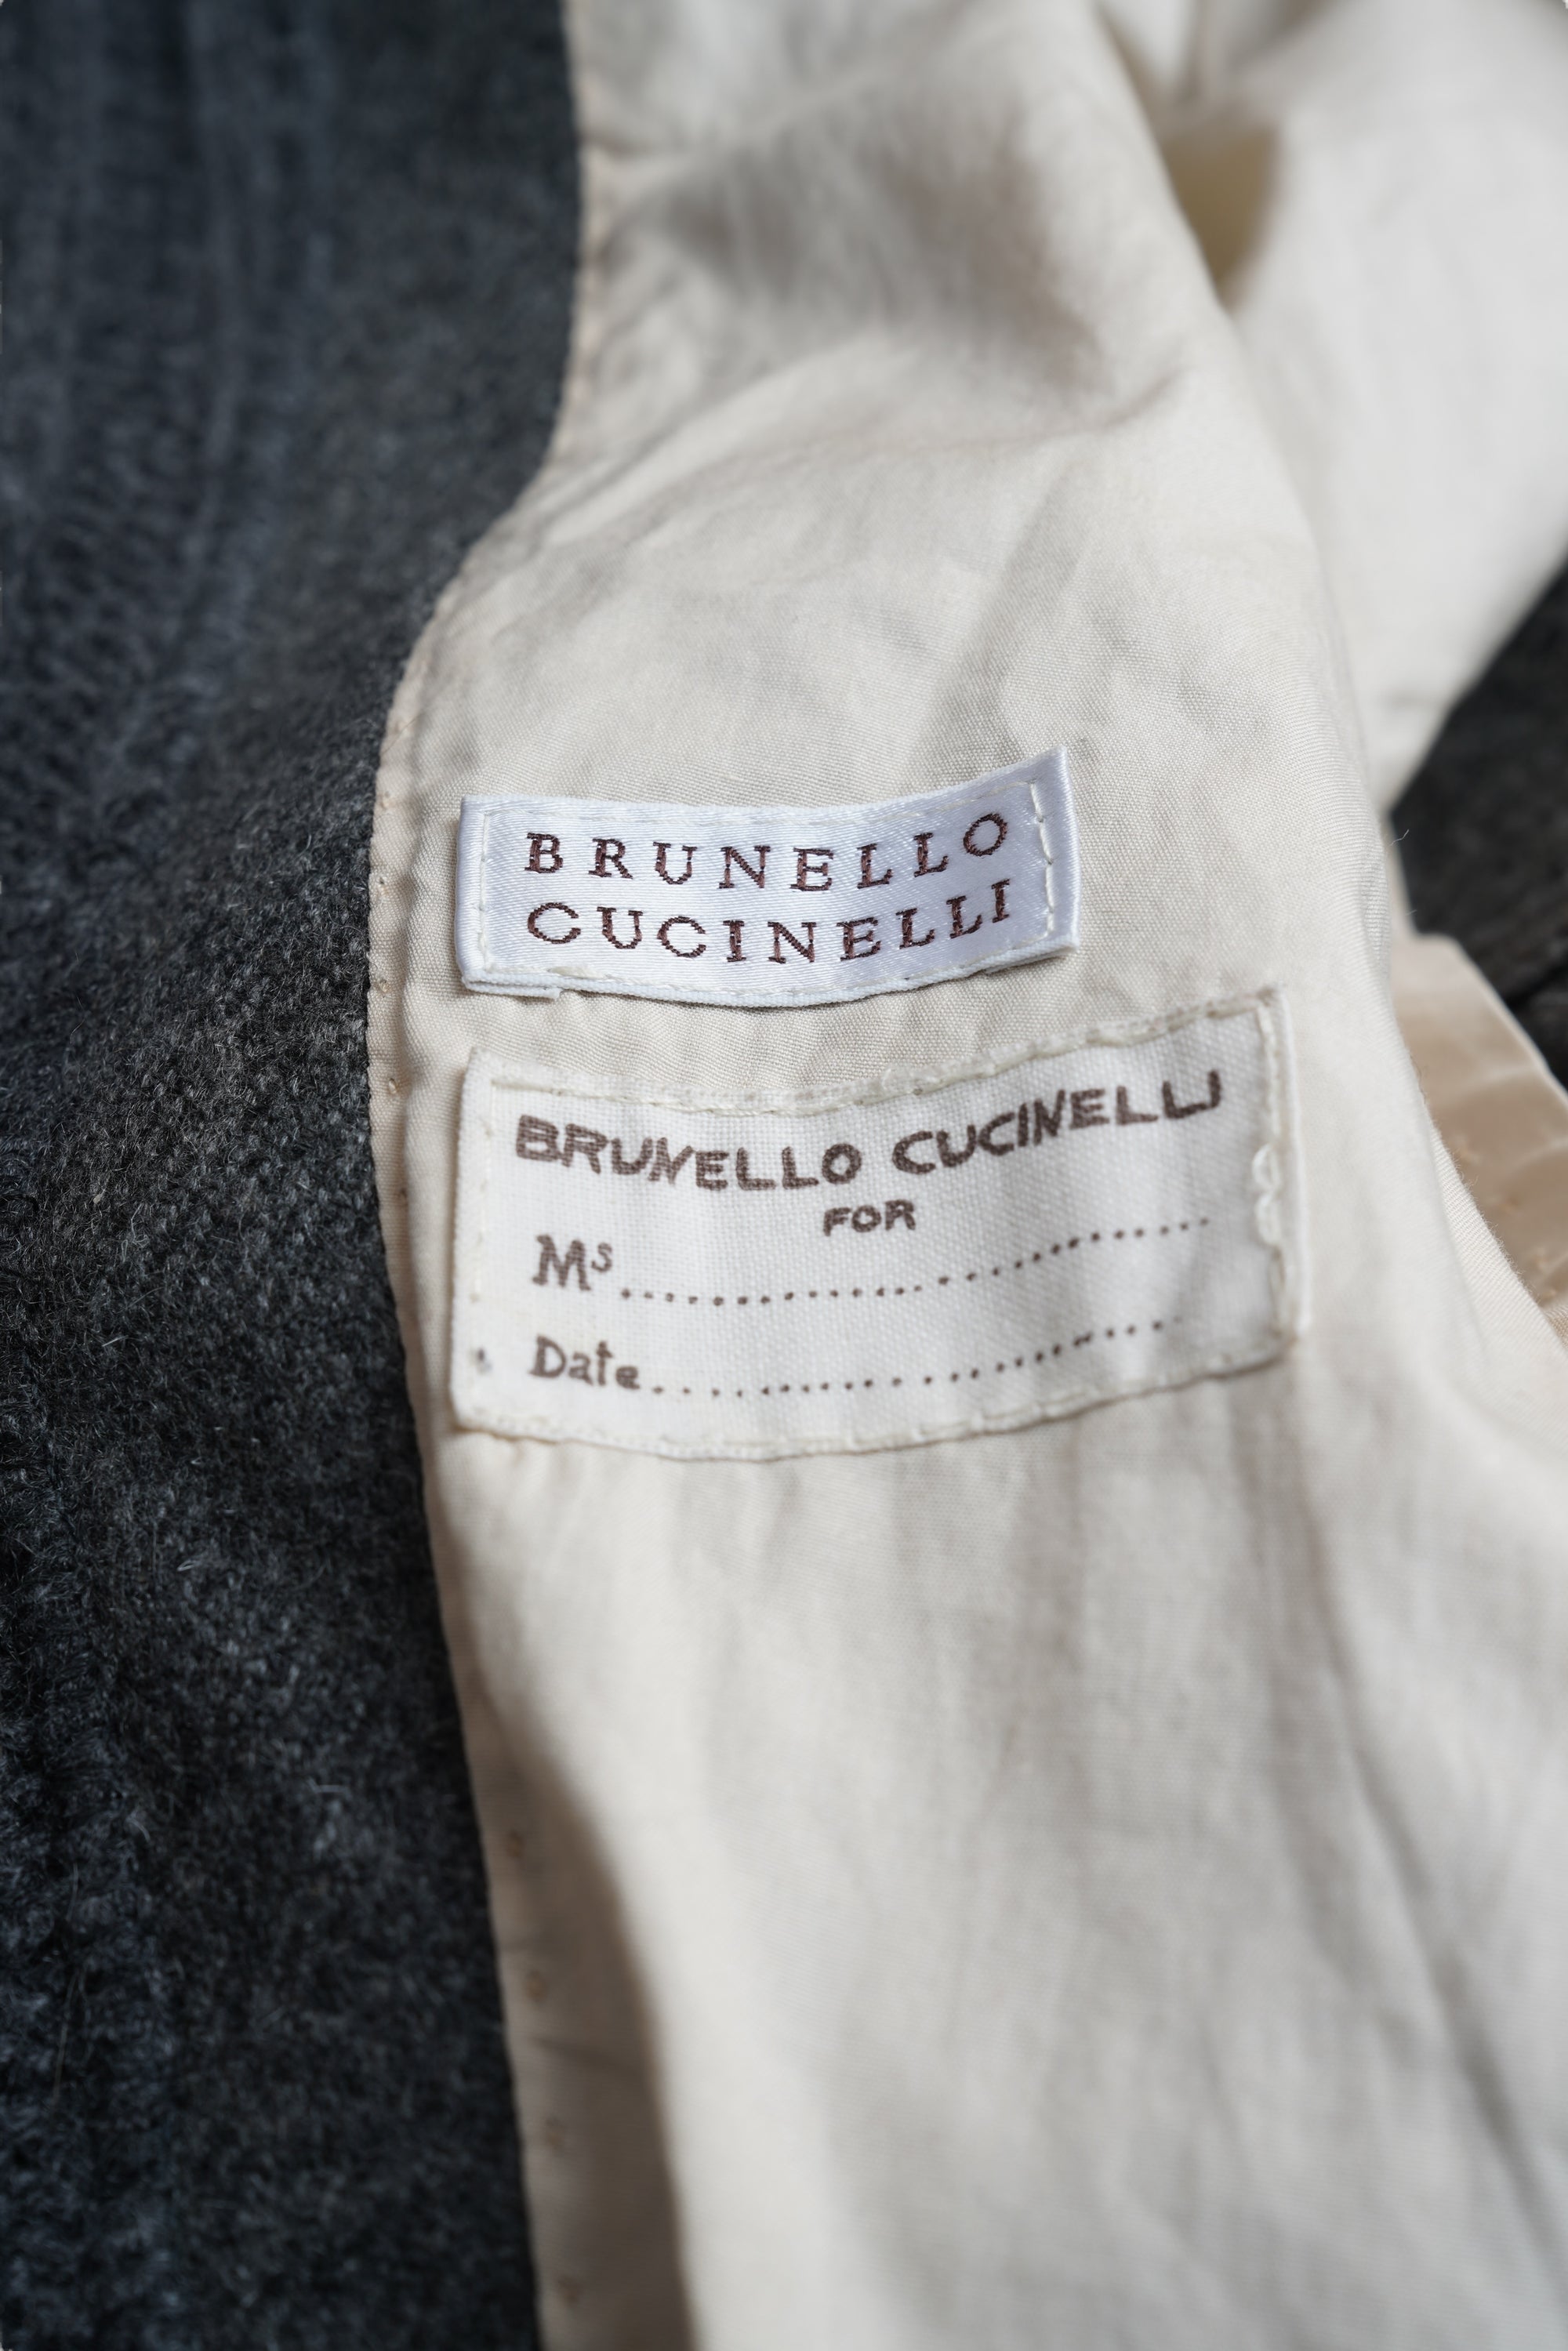 BRUNELLO
CUCINELLI
BRUNELLO CUCINELLI
FOR
Ms..............................
Date..............................